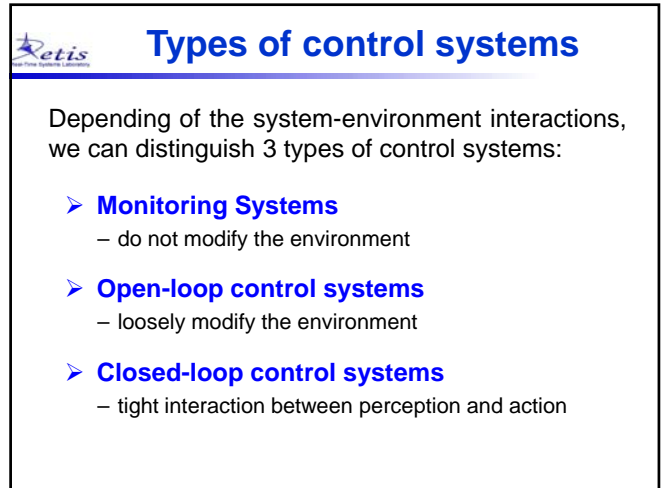 Retis
Real-Time Systems Laboratory
Types of control systems
Depending of the system-environment interactions,
we can distinguish 3 types of control systems:
➢ Monitoring Systems
– do not modify the environment
➢ Open-loop control systems
– loosely modify the environment
➢ Closed-loop control systems
– tight interaction between perception and action